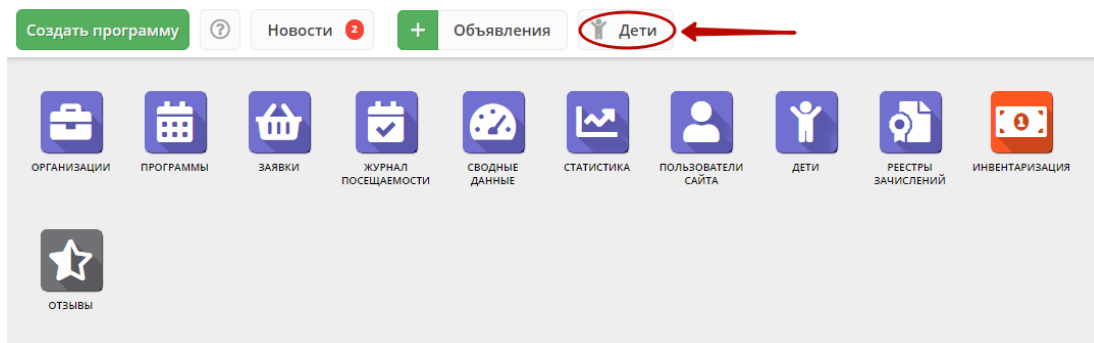 Создать программу
?
Новости 2
+ Объявления
Дети
ОРГАНИЗАЦИИ
ПРОГРАММЫ
ЗАЯВКИ
ЖУРНАЛ
ПОСЕЩАЕМОСТИ
СВОДНЫЕ
ДАННЫЕ
СТАТИСТИКА
ПОЛЬЗОВАТЕЛИ
САЙТА
ДЕТИ
РЕЕСТРЫ
ЗАЧИСЛЕНИЙ
1
ИНВЕНТАРИЗАЦИЯ
ОТЗЫВЫ